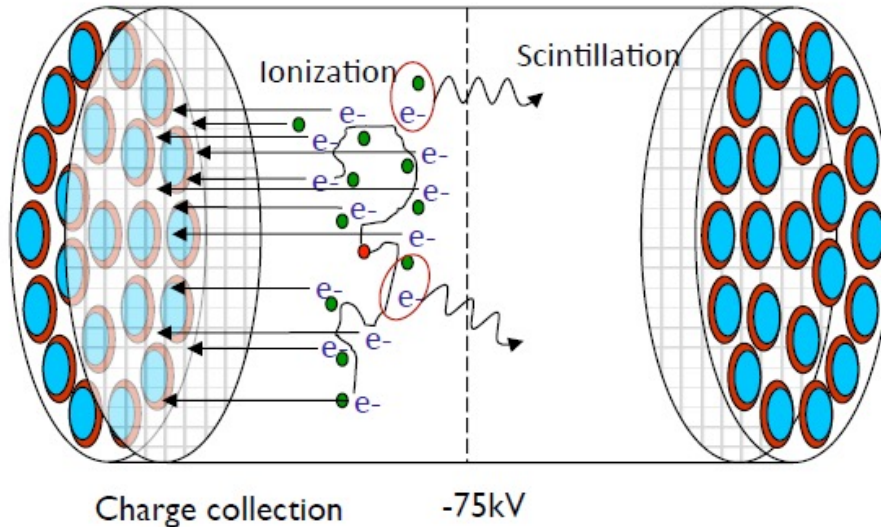 Scintillation
Ionization
e-
e-
e-
e-
e-
e-
e-
e-
e-
e-
e-
e-
e-
Charge collection
-75kV